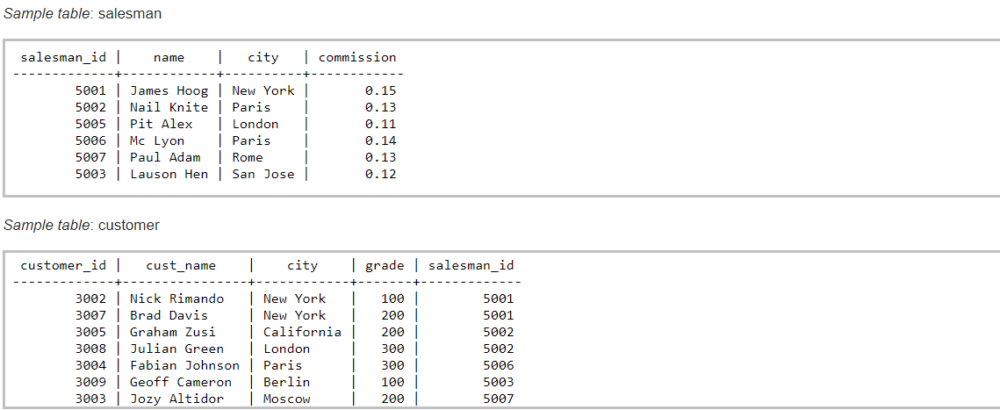 Sample table: salesman
salesman_id | name | city | commission
-------------+------------+----------+------------
5001 | James Hoog | New York | 0.15
5002 | Nail Knite | Paris | 0.13
5005 | Pit Alex | London | 0.11
5006 | Mc Lyon | Paris | 0.14
5007 | Paul Adam | Rome | 0.13
5003 | Lauson Hen | San Jose | 0.12
Sample table: customer
customer_id | cust_name | city | grade | salesman_id
-------------+----------------+------------+-------+-------------
3002 | Nick Rimando | New York | 100 | 5001
3007 | Brad Davis | New York | 200 | 5001
3005 | Graham Zusi | California | 200 | 5002
3008 | Julian Green | London | 300 | 5002
3004 | Fabian Johnson | Paris | 300 | 5006
3009 | Geoff Cameron | Berlin | 100 | 5003
3003 | Jozy Altidor | Moscow | 200 | 5007